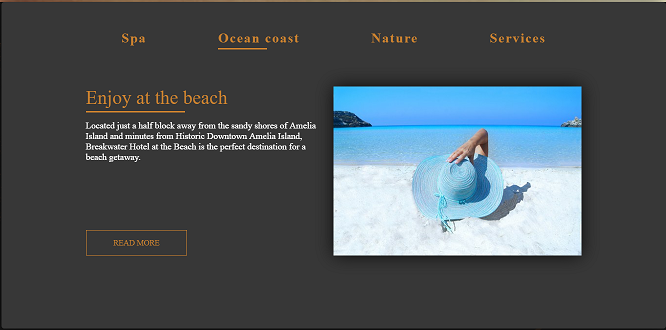 Spa
Ocean coast
Nature
Services
Enjoy at the beach
Located just a half block away from the sandy shores of Amelia
Island and minutes from Historic Downtown Amelia Island,
Breakwater Hotel at the Beach is the perfect destination for a
beach getaway.
READ MORE